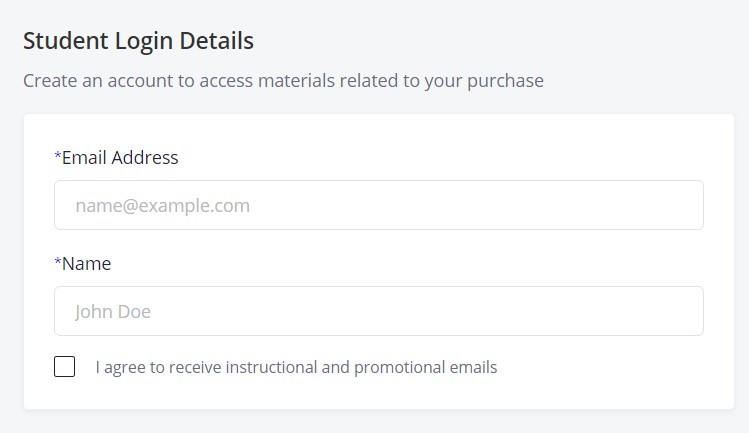 Student Login Details
Create an account to access materials related to your purchase
*Email Address
name@example.com
*Name
John Doe
I agree to receive instructional and promotional emails